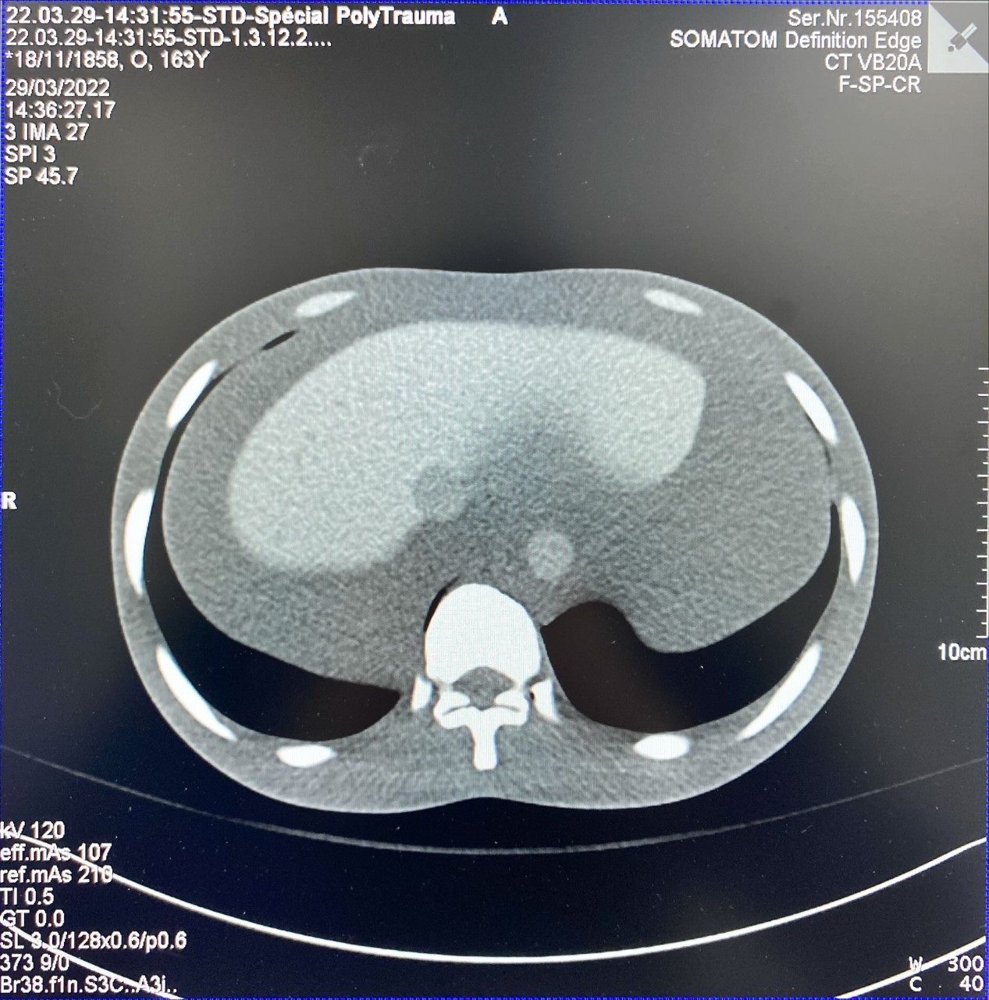 22.03.29-14:31:55-STD-Spécial PolyTrauma
22.03.29-14:31:55-STD-1.3.12.2....
*18/11/1858, O, 163Y
29/03/2022
14:36:27.17
3 IMA 27
SPI 3
SP 45.7
A
Ser.Nr.155408
SOMATOM Definition Edge
CT VB20A
F-SP-CR
R
10cm
kV 120
eff.mAs 107
ref.mAs 210
TI 0.5
GT 0.0
SL 3.0/128x0.6/p0.6
373 9/0
Br38.f1n.S3C..A3i..
W 300
C 40